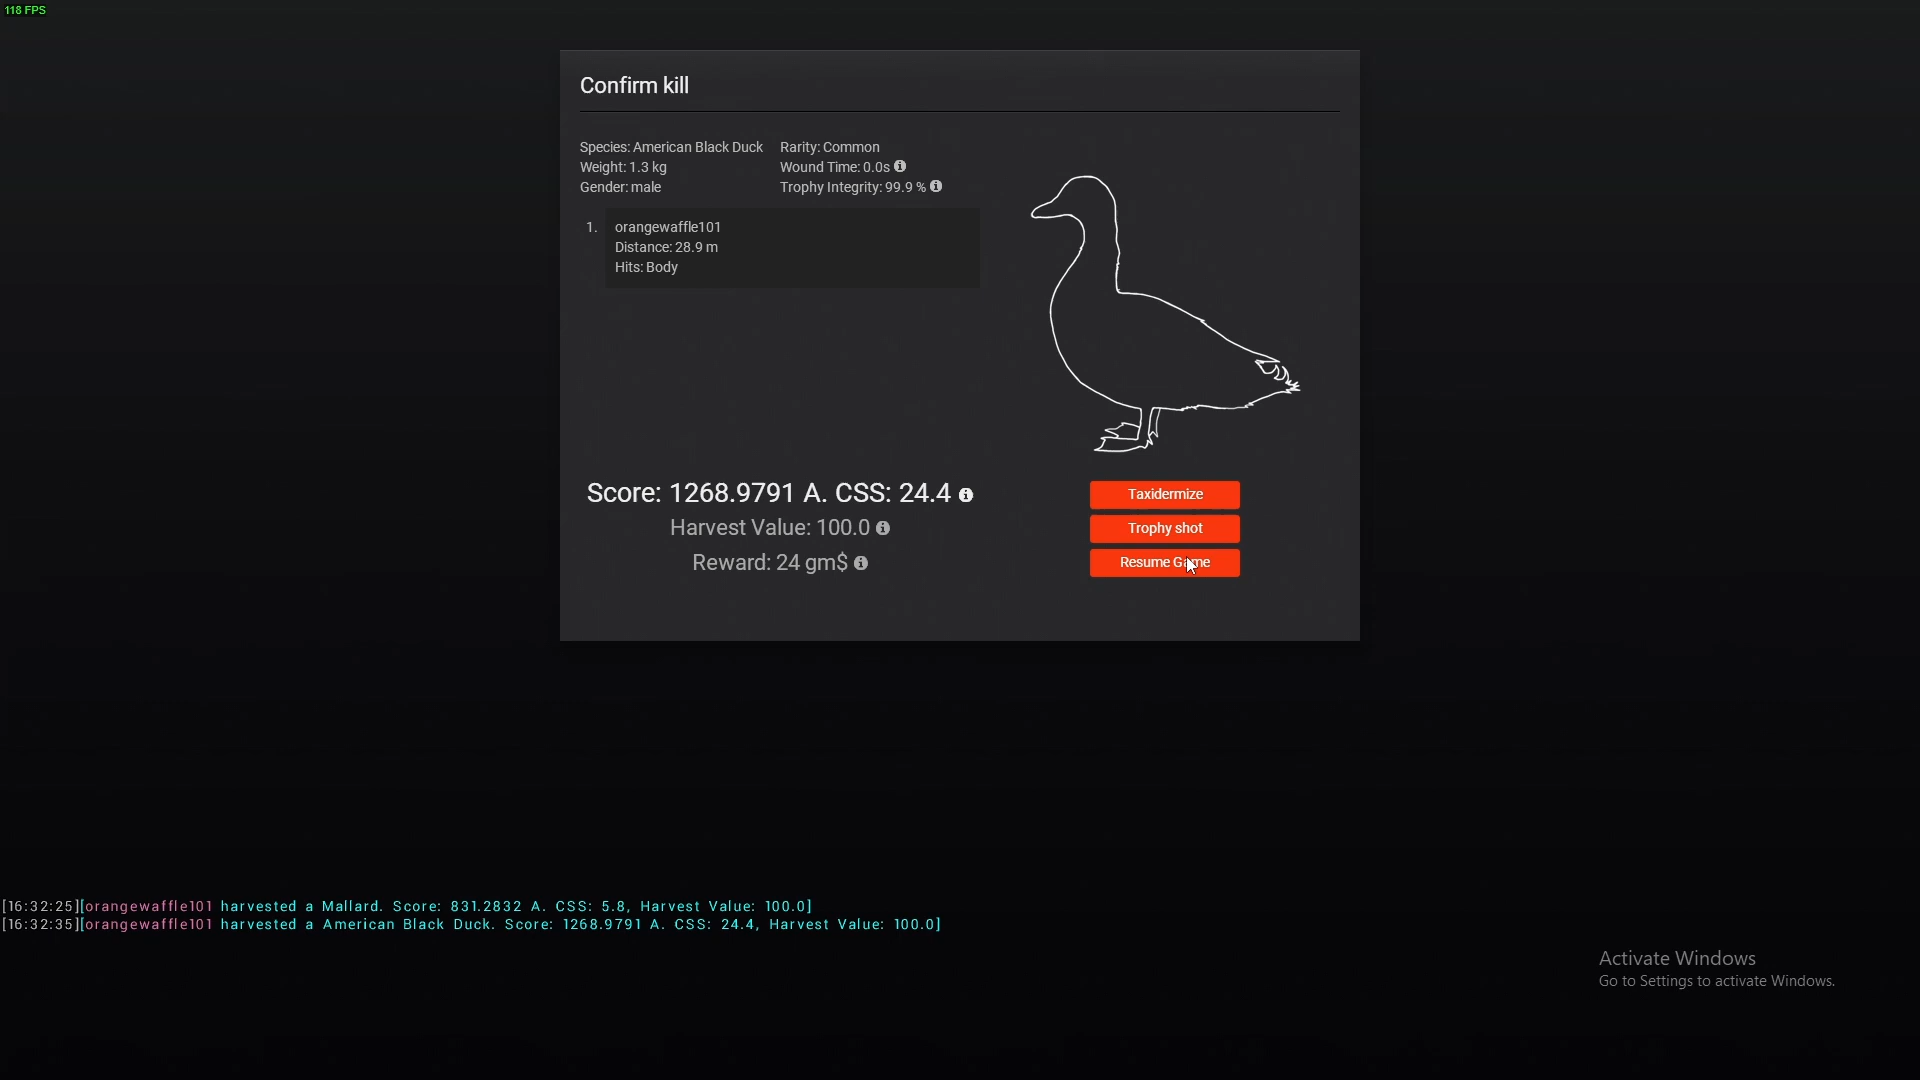 118 FPS
Confirm kill
Species: American Black Duck Rarity: Common
Weight: 1.3 kg Wound Time: 0.0s
Gender: male Trophy Integrity: 99.9 %
1. orangewaffle101
Distance: 28.9 m
Hits: Body
Score: 1268.9791 A. CSS: 24.4
Harvest Value: 100.0
Reward: 24 gm$
Taxidermize
Trophy shot
Resume Game
[16:32:25][orangewaffle101 harvested a Mallard. Score: 831.2832 A. CSS: 5.8, Harvest Value: 100.0]
[16:32:35][orangewaffle101 harvested a American Black Duck. Score: 1268.9791 A. CSS: 24.4, Harvest Value: 100.0]
Activate Windows
Go to Settings to activate Windows.